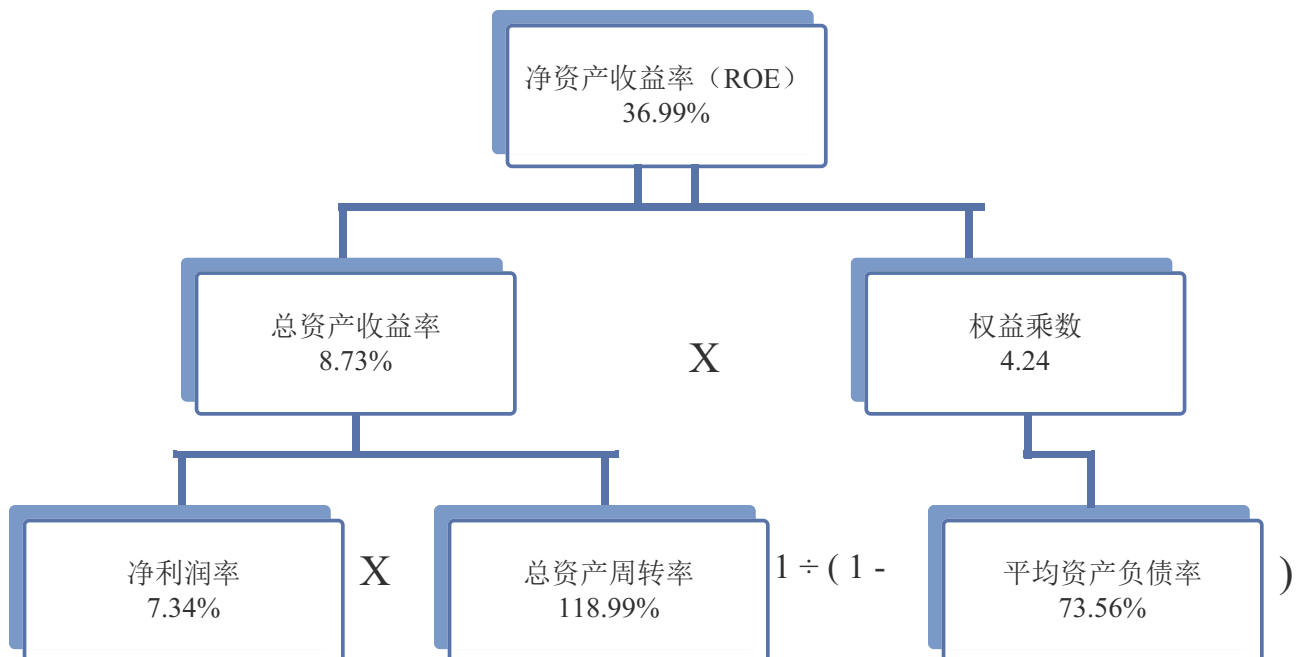 净资产收益率（ROE）
36.99%
总资产收益率
8.73%
X
权益乘数
4.24
净利润率
7.34%
X
总资产周转率
118.99%
1 ÷ ( 1 -
平均资产负债率
73.56%
)